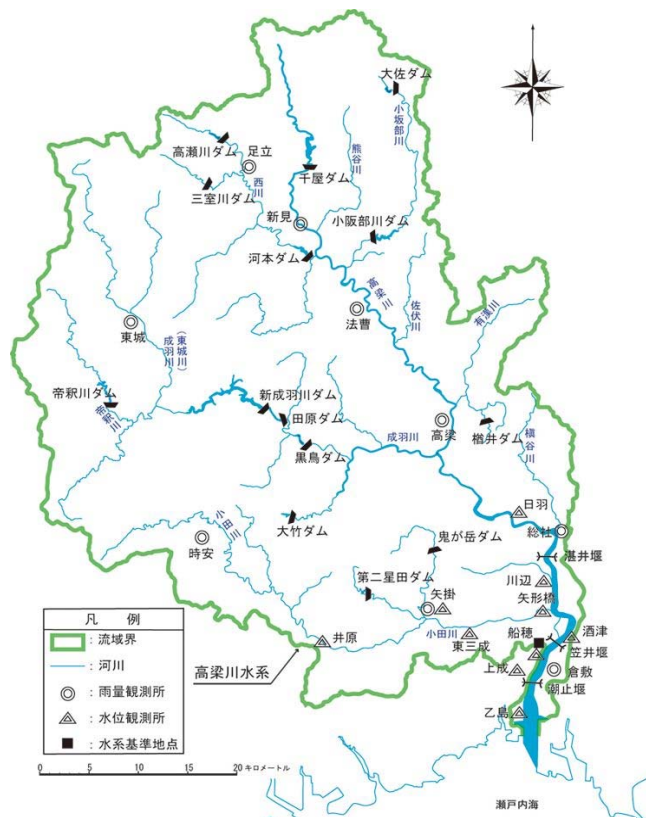 大佐ダム
小坂部川
高瀬川ダム
足立
熊谷川
西川
千屋ダム
三室川ダム
新見
小阪部川ダム
河本ダム
高梁川
佐伏川
有漢川
法曹
東城
成羽川
(東城川)
帝釈川ダム
帝釈川
新成羽川ダム
田原ダム
成羽川
高梁
楢井ダム
槇谷川
黒鳥ダム
日羽
小田川
大竹ダム
総社
時安
鬼が岳ダム
湛井堰
第二星田ダム
川辺
矢掛
矢形橋
凡 例
:流域界
:河川
:雨量観測所
:水位観測所
:水系基準地点
井原
小田川
東三成
船穂
酒津
笠井堰
高梁川水系
上成
倉敷
潮止堰
乙島
0 5 10 15 20 キロメートル
瀬戸内海